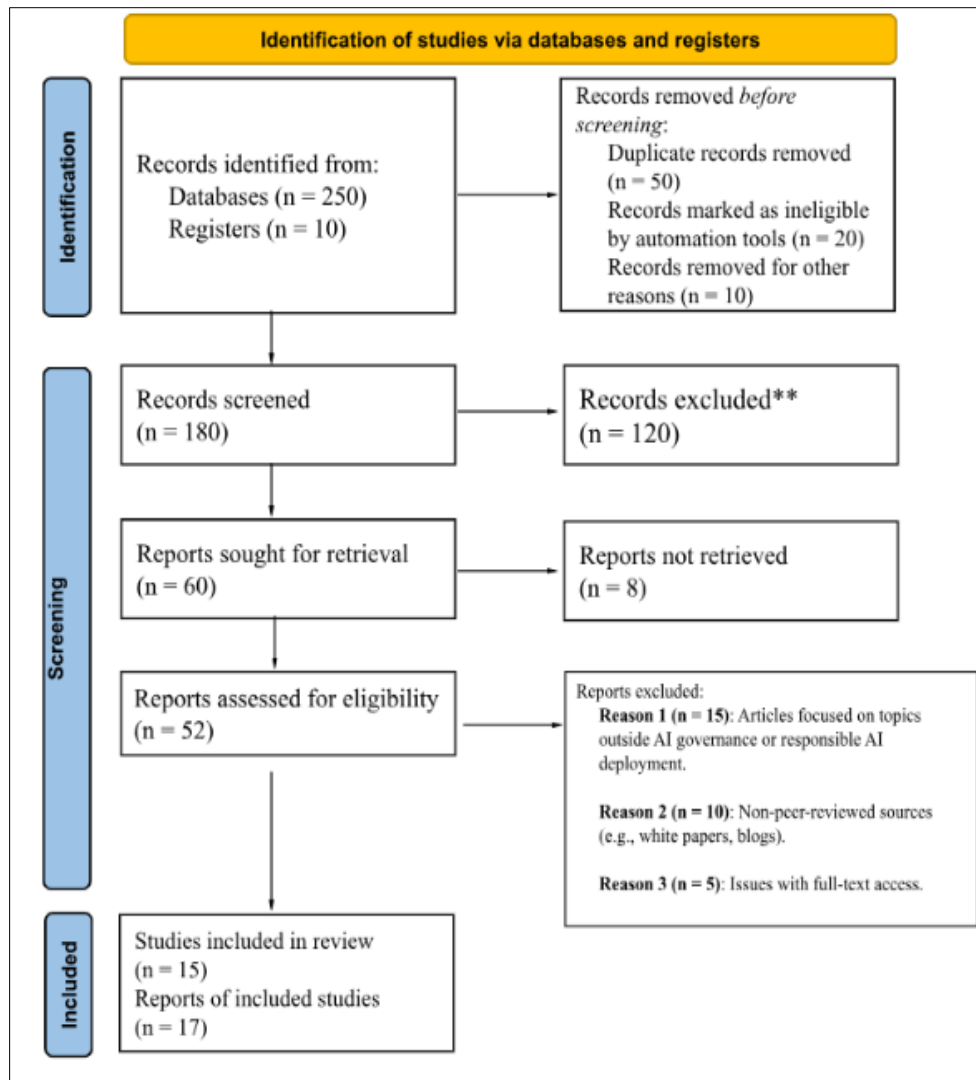 Identification of studies via databases and registers
Identification
Records identified from:
Databases (n = 250)
Registers (n = 10)
Records removed before
screening:
Duplicate records removed
(n = 50)
Records marked as ineligible
by automation tools (n = 20)
Records removed for other
reasons (n = 10)
Screening
Records screened
(n = 180)
Records excluded**
(n = 120)
Reports sought for retrieval
(n = 60)
Reports not retrieved
(n = 8)
Reports assessed for eligibility
(n = 52)
Reports excluded:
Reason 1 (n = 15): Articles focused on topics
outside AI governance or responsible AI
deployment.
Reason 2 (n = 10): Non-peer-reviewed sources
(e.g., white papers, blogs).
Reason 3 (n = 5): Issues with full-text access.
Included
Studies included in review
(n = 15)
Reports of included studies
(n = 17)